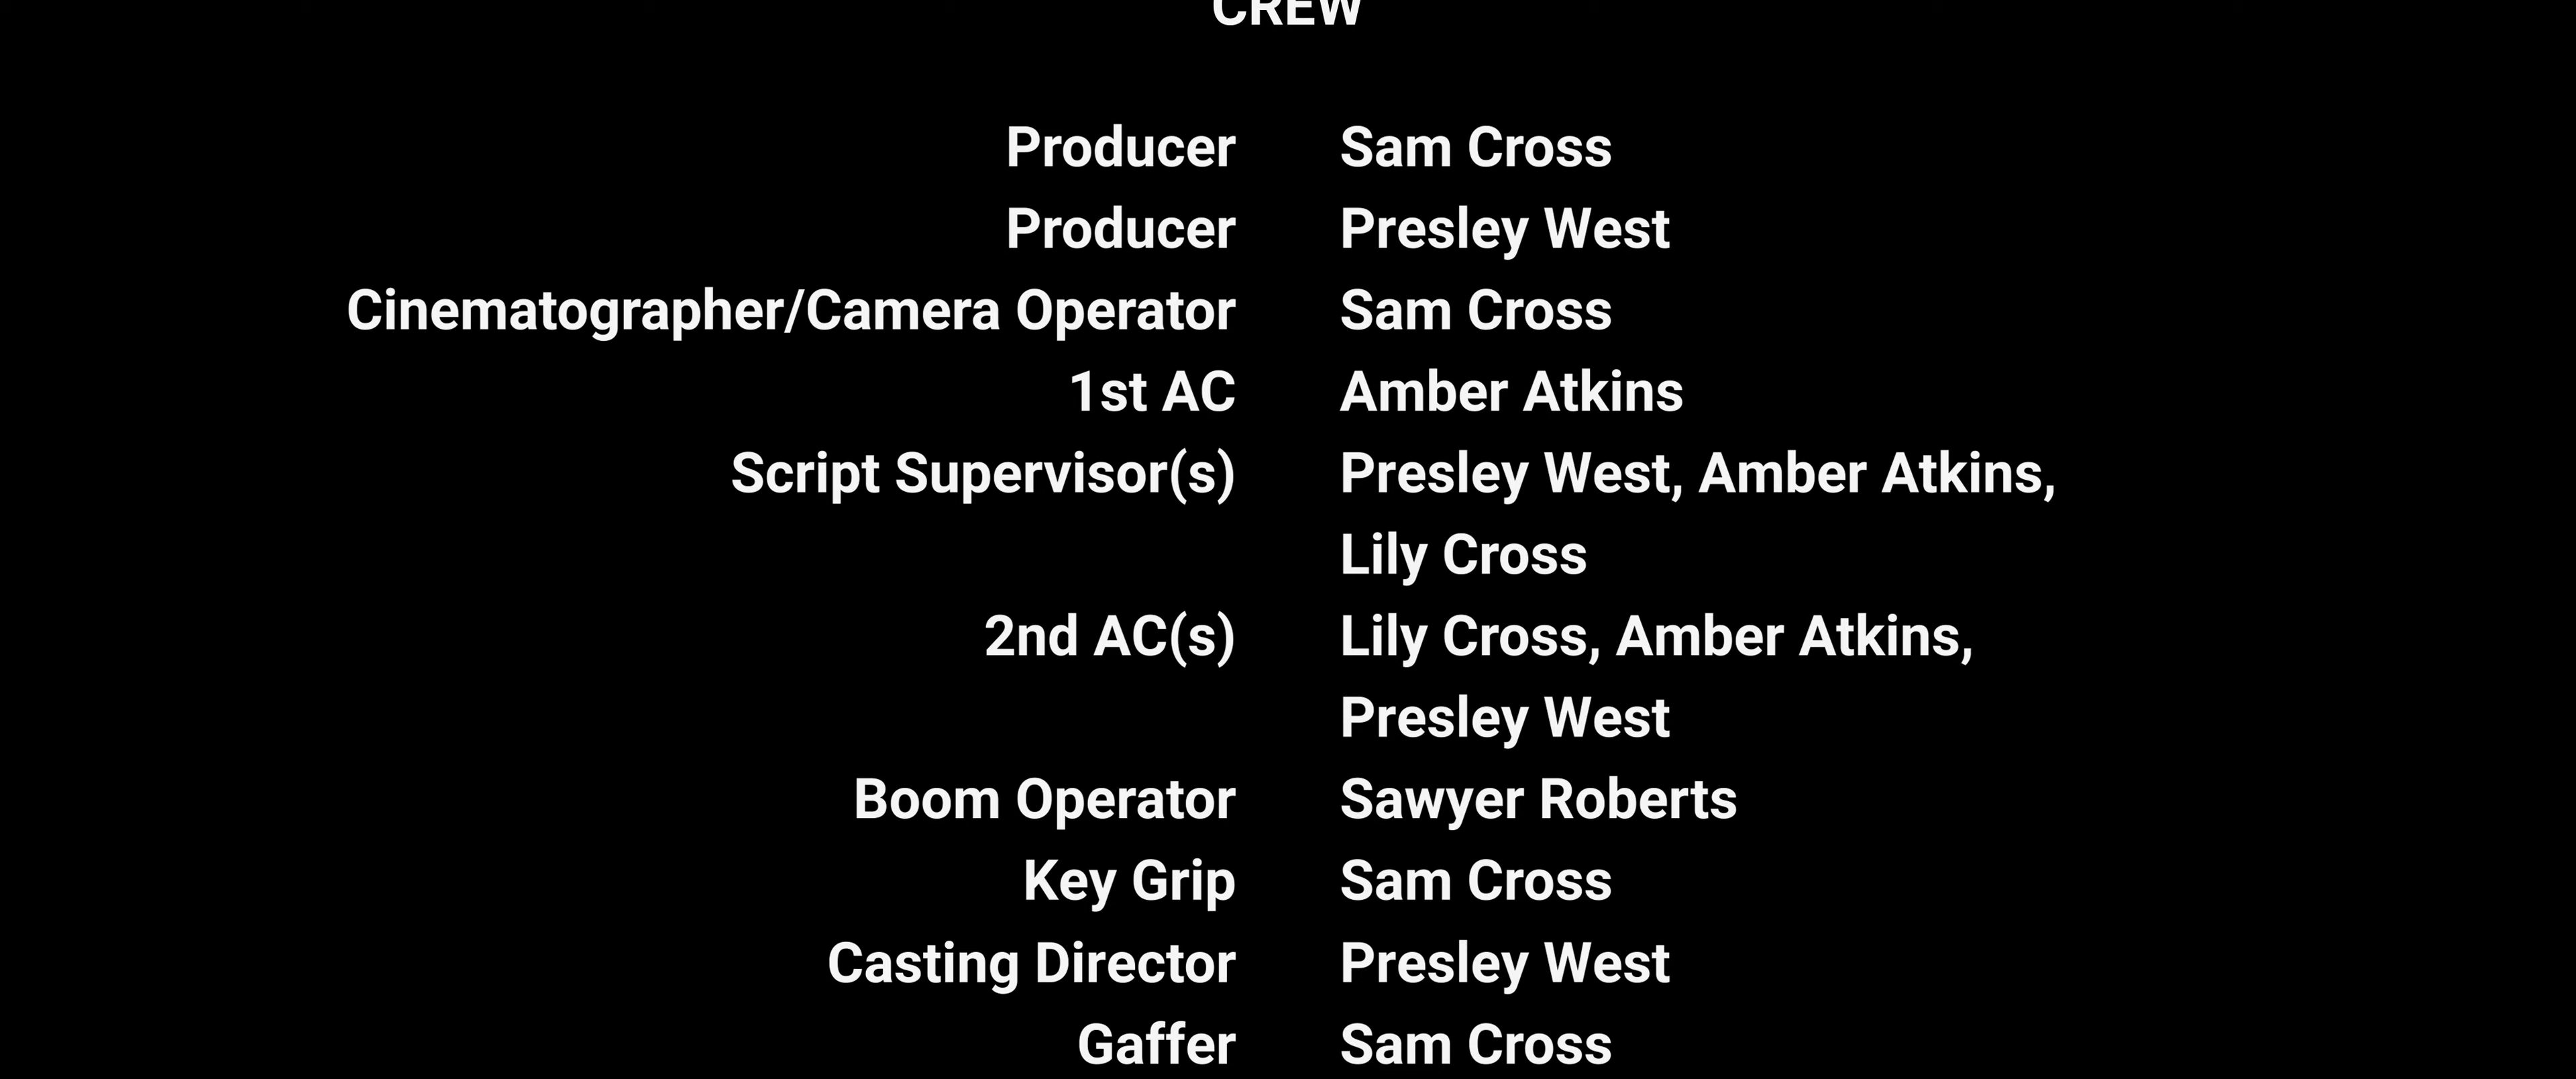 CREW
Producer Sam Cross
Producer Presley West
Cinematographer/Camera Operator Sam Cross
1st AC Amber Atkins
Script Supervisor(s) Presley West, Amber Atkins,
Lily Cross
2nd AC(s) Lily Cross, Amber Atkins,
Presley West
Boom Operator Sawyer Roberts
Key Grip Sam Cross
Casting Director Presley West
Gaffer Sam Cross